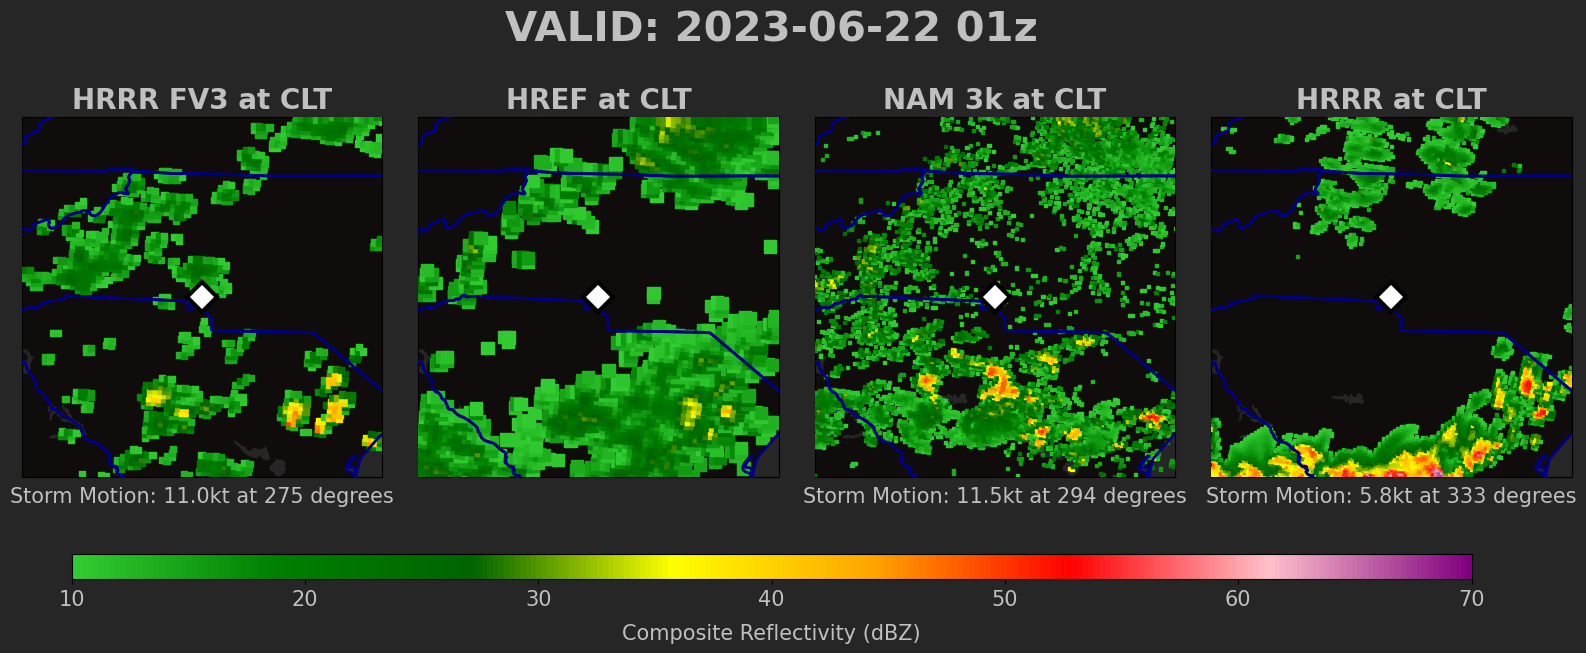 VALID: 2023-06-22 01z
HRRR FV3 at CLT
HREF at CLT
NAM 3k at CLT
HRRR at CLT
Storm Motion: 11.0kt at 275 degrees
Storm Motion: 11.5kt at 294 degrees
Storm Motion: 5.8kt at 333 degrees
10 20 30 40 50 60 70
Composite Reflectivity (dBZ)